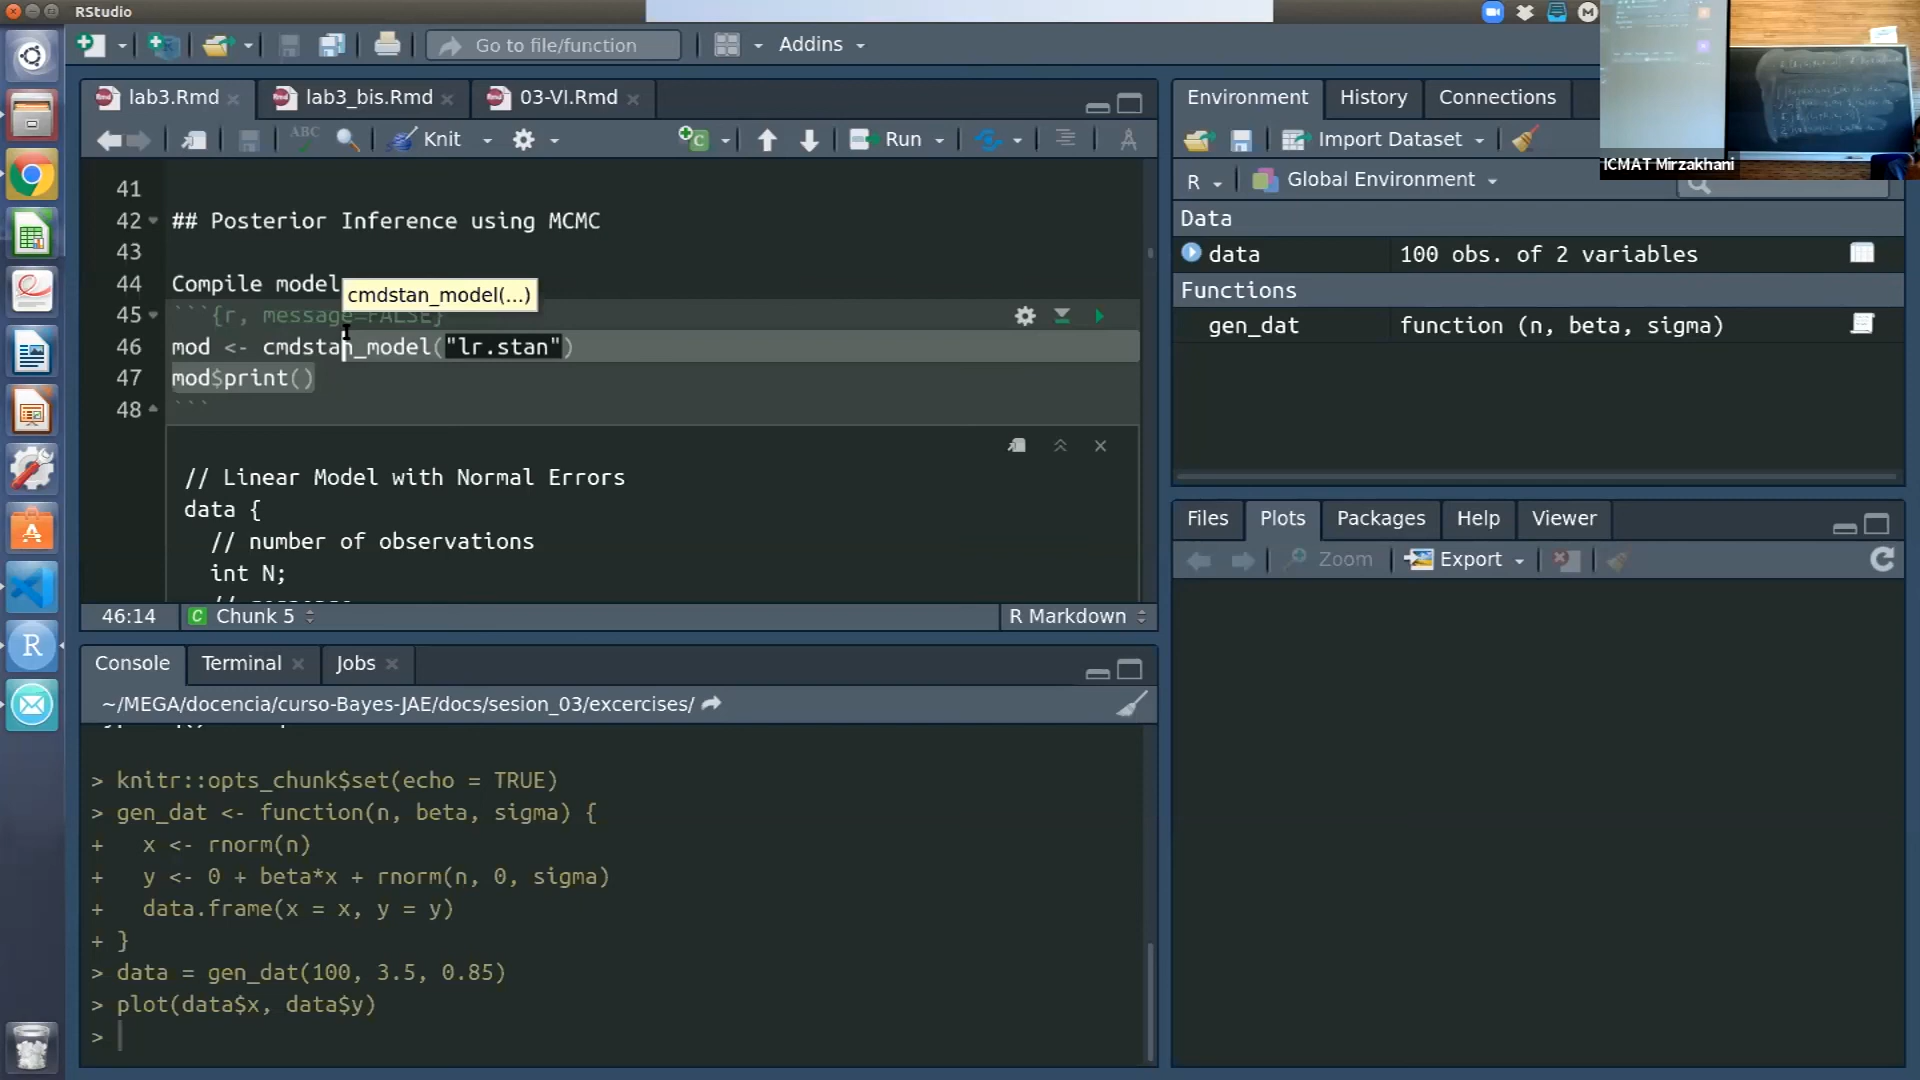 RStudio
Go to file/function
Addins
ICMAT Mirzakhani
lab3.Rmd
lab3_bis.Rmd
03-VI.Rmd
ABC
Knit
Run
41
42 ## Posterior Inference using MCMC
43
44 Compile model
cmdstan_model(...)
45 ```{r, message=FALSE}
46 mod <- cmdstan_model("lr.stan")
47 mod$print()
48 ```
// Linear Model with Normal Errors
data {
// number of observations
int N;
46:14
Chunk 5
R Markdown
Console
Terminal
Jobs
~/MEGA/docencia/curso-Bayes-JAE/docs/sesion_03/excercises/
> knitr::opts_chunk$set(echo = TRUE)
> gen_dat <- function(n, beta, sigma) {
+   x <- rnorm(n)
+   y <- 0 + beta*x + rnorm(n, 0, sigma)
+   data.frame(x = x, y = y)
+ }
> data = gen_dat(100, 3.5, 0.85)
> plot(data$x, data$y)
>
Environment
History
Connections
Import Dataset
R
Global Environment
Data
data
100 obs. of 2 variables
Functions
gen_dat
function (n, beta, sigma)
Files
Plots
Packages
Help
Viewer
Zoom
Export